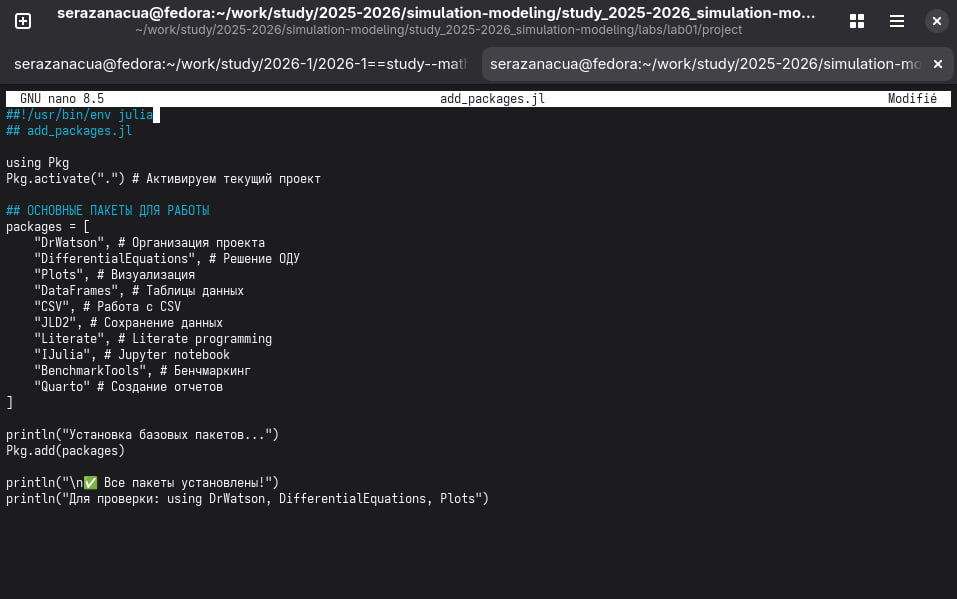 serazanacua@fedora:~/work/study/2025-2026/simulation-modeling/study_2025-2026_simulation-mo...
~/work/study/2025-2026/simulation-modeling/study_2025-2026_simulation-modeling/labs/lab01/project
serazanacua@fedora:~/work/study/2026-1/2026-1==study--mat
serazanacua@fedora:~/work/study/2025-2026/simulation-mo
GNU nano 8.5 add_packages.jl Modifié
##!/usr/bin/env julia
## add_packages.jl
using Pkg
Pkg.activate(".") # Активируем текущий проект
## ОСНОВНЫЕ ПАКЕТЫ ДЛЯ РАБОТЫ
packages = [
    "DrWatson", # Организация проекта
    "DifferentialEquations", # Решение ОДУ
    "Plots", # Визуализация
    "DataFrames", # Таблицы данных
    "CSV", # Работа с CSV
    "JLD2", # Сохранение данных
    "Literate", # Literate programming
    "IJulia", # Jupyter notebook
    "BenchmarkTools", # Бенчмаркинг
    "Quarto" # Создание отчетов
]
println("Установка базовых пакетов...")
Pkg.add(packages)
println("\n✅ Все пакеты установлены!")
println("Для проверки: using DrWatson, DifferentialEquations, Plots")